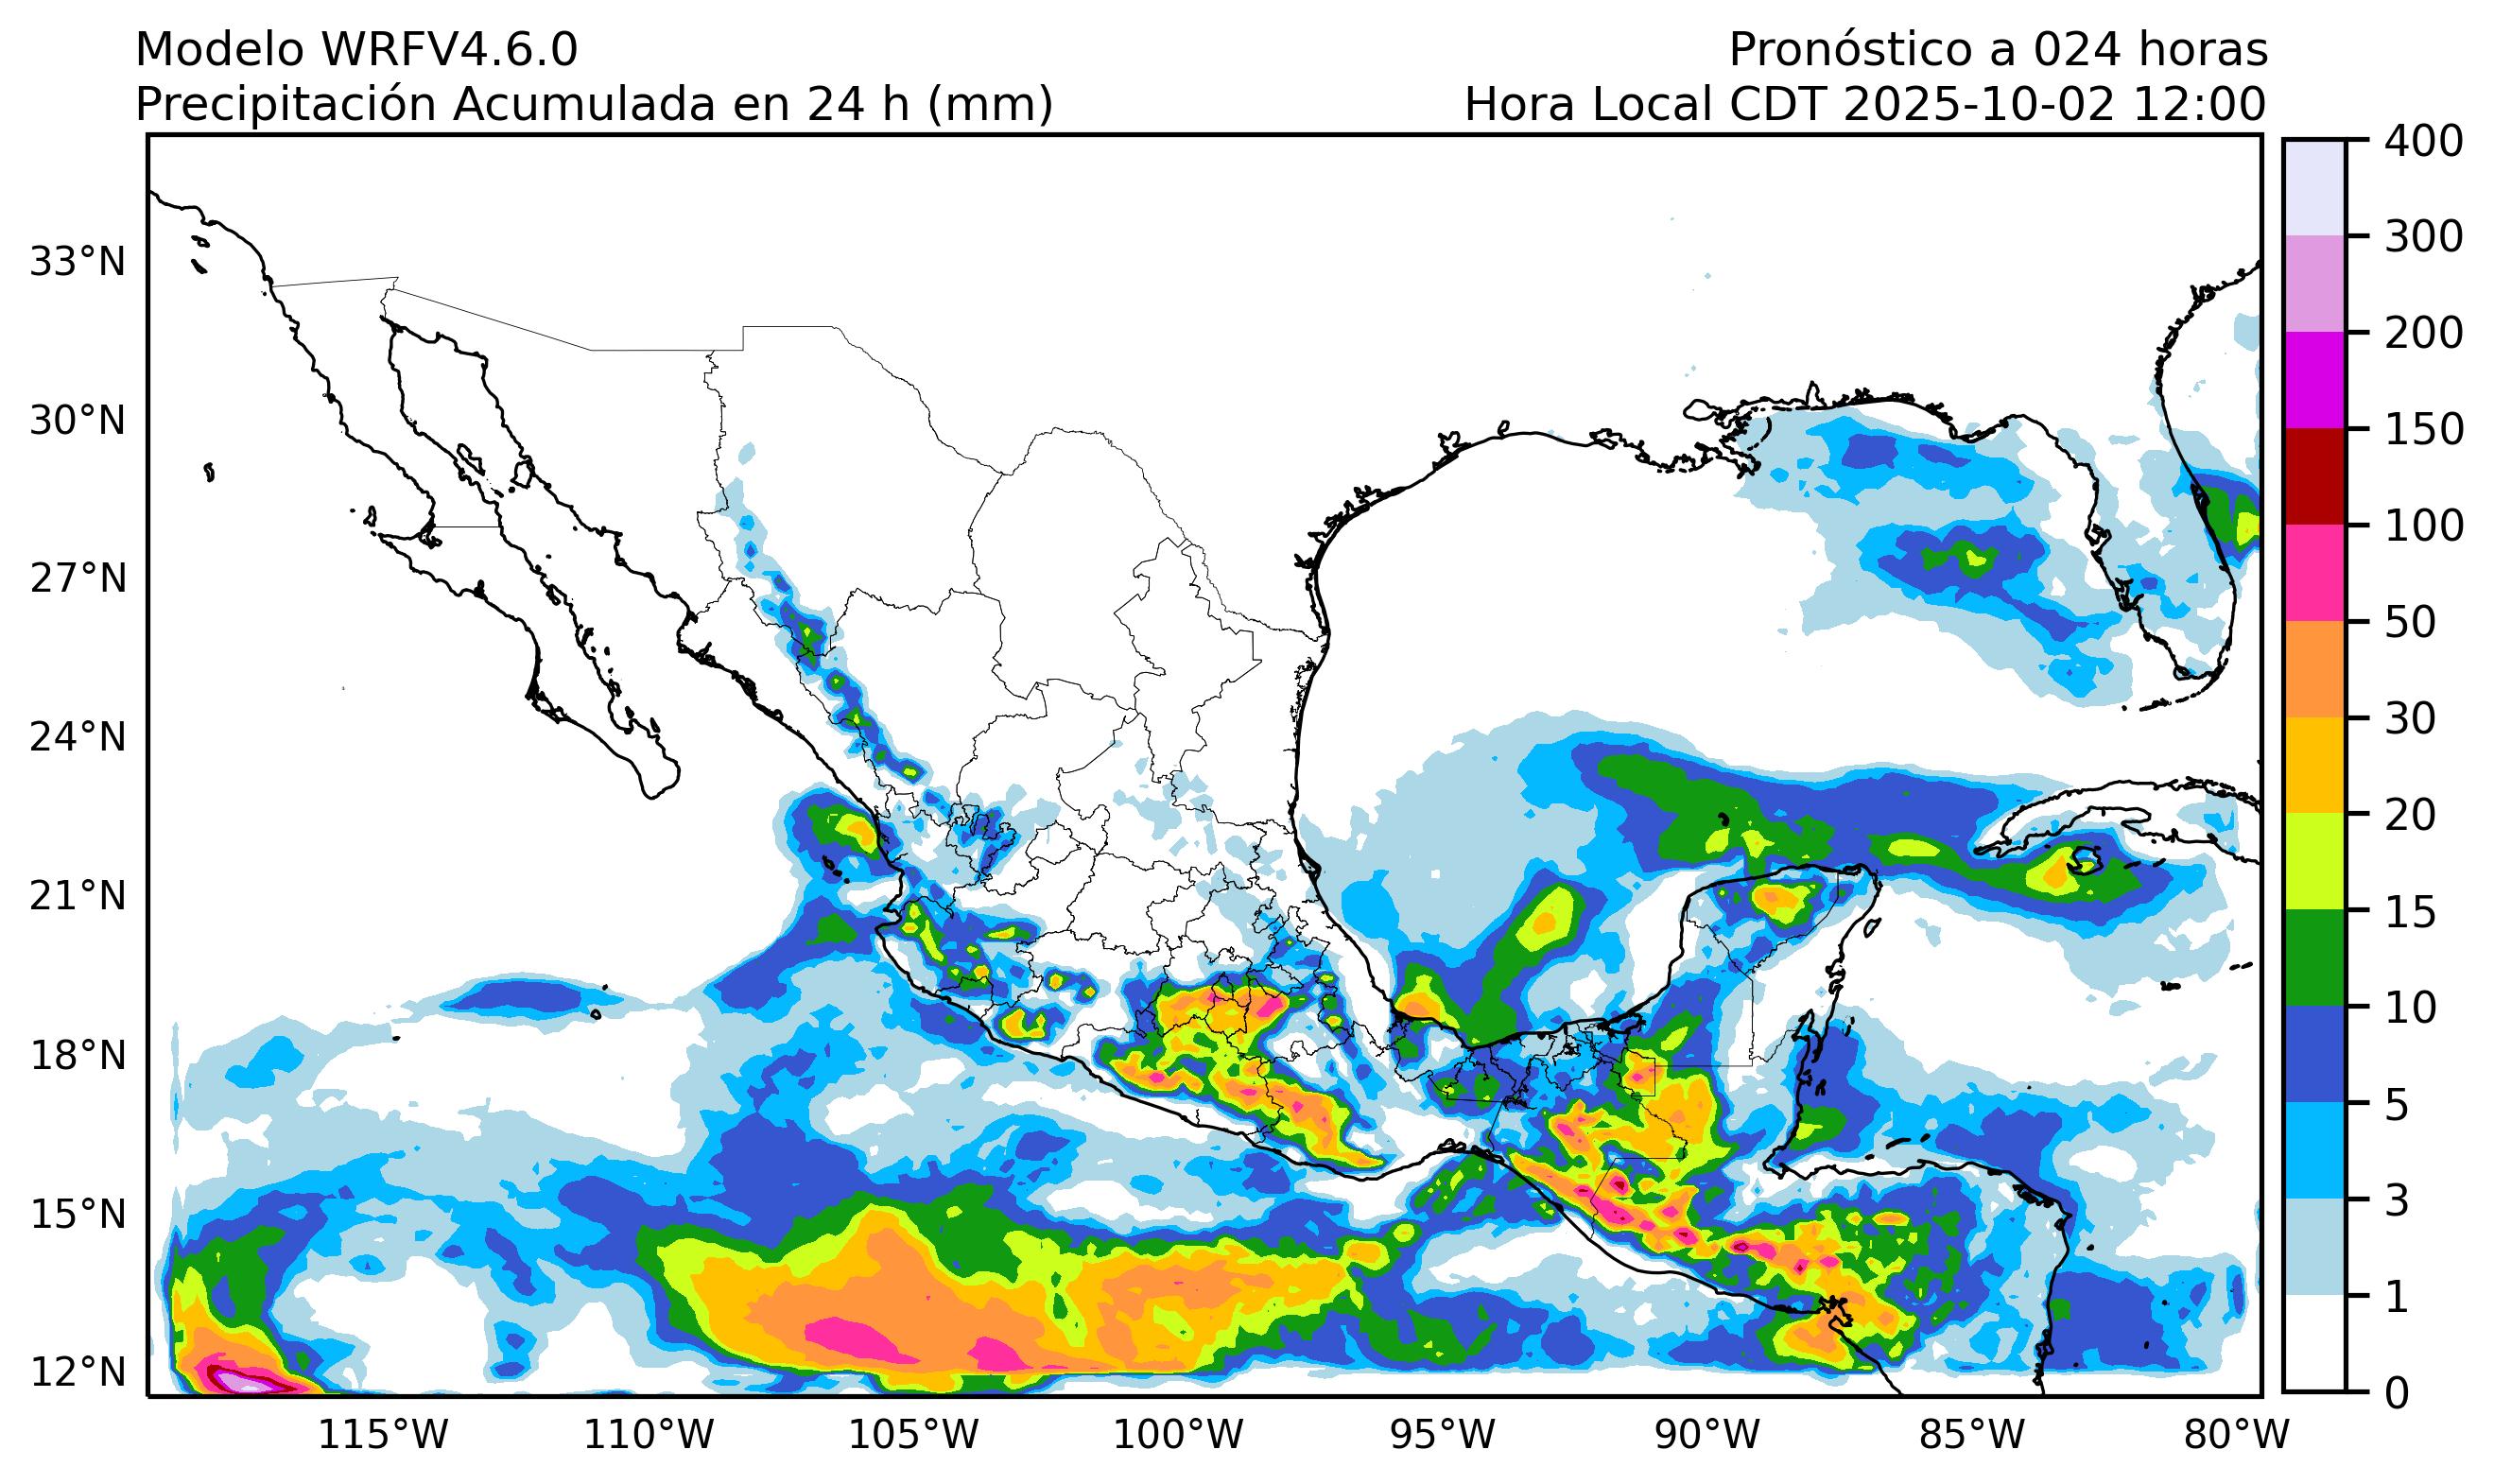 Modelo WRFV4.6.0
Pronóstico a 024 horas
Precipitación Acumulada en 24 h (mm)
Hora Local CDT 2025-10-02 12:00
400
300
200
150
100
50
30
20
15
10
5
3
1
0
33°N
30°N
27°N
24°N
21°N
18°N
15°N
12°N
115°W
110°W
105°W
100°W
95°W
90°W
85°W
80°W